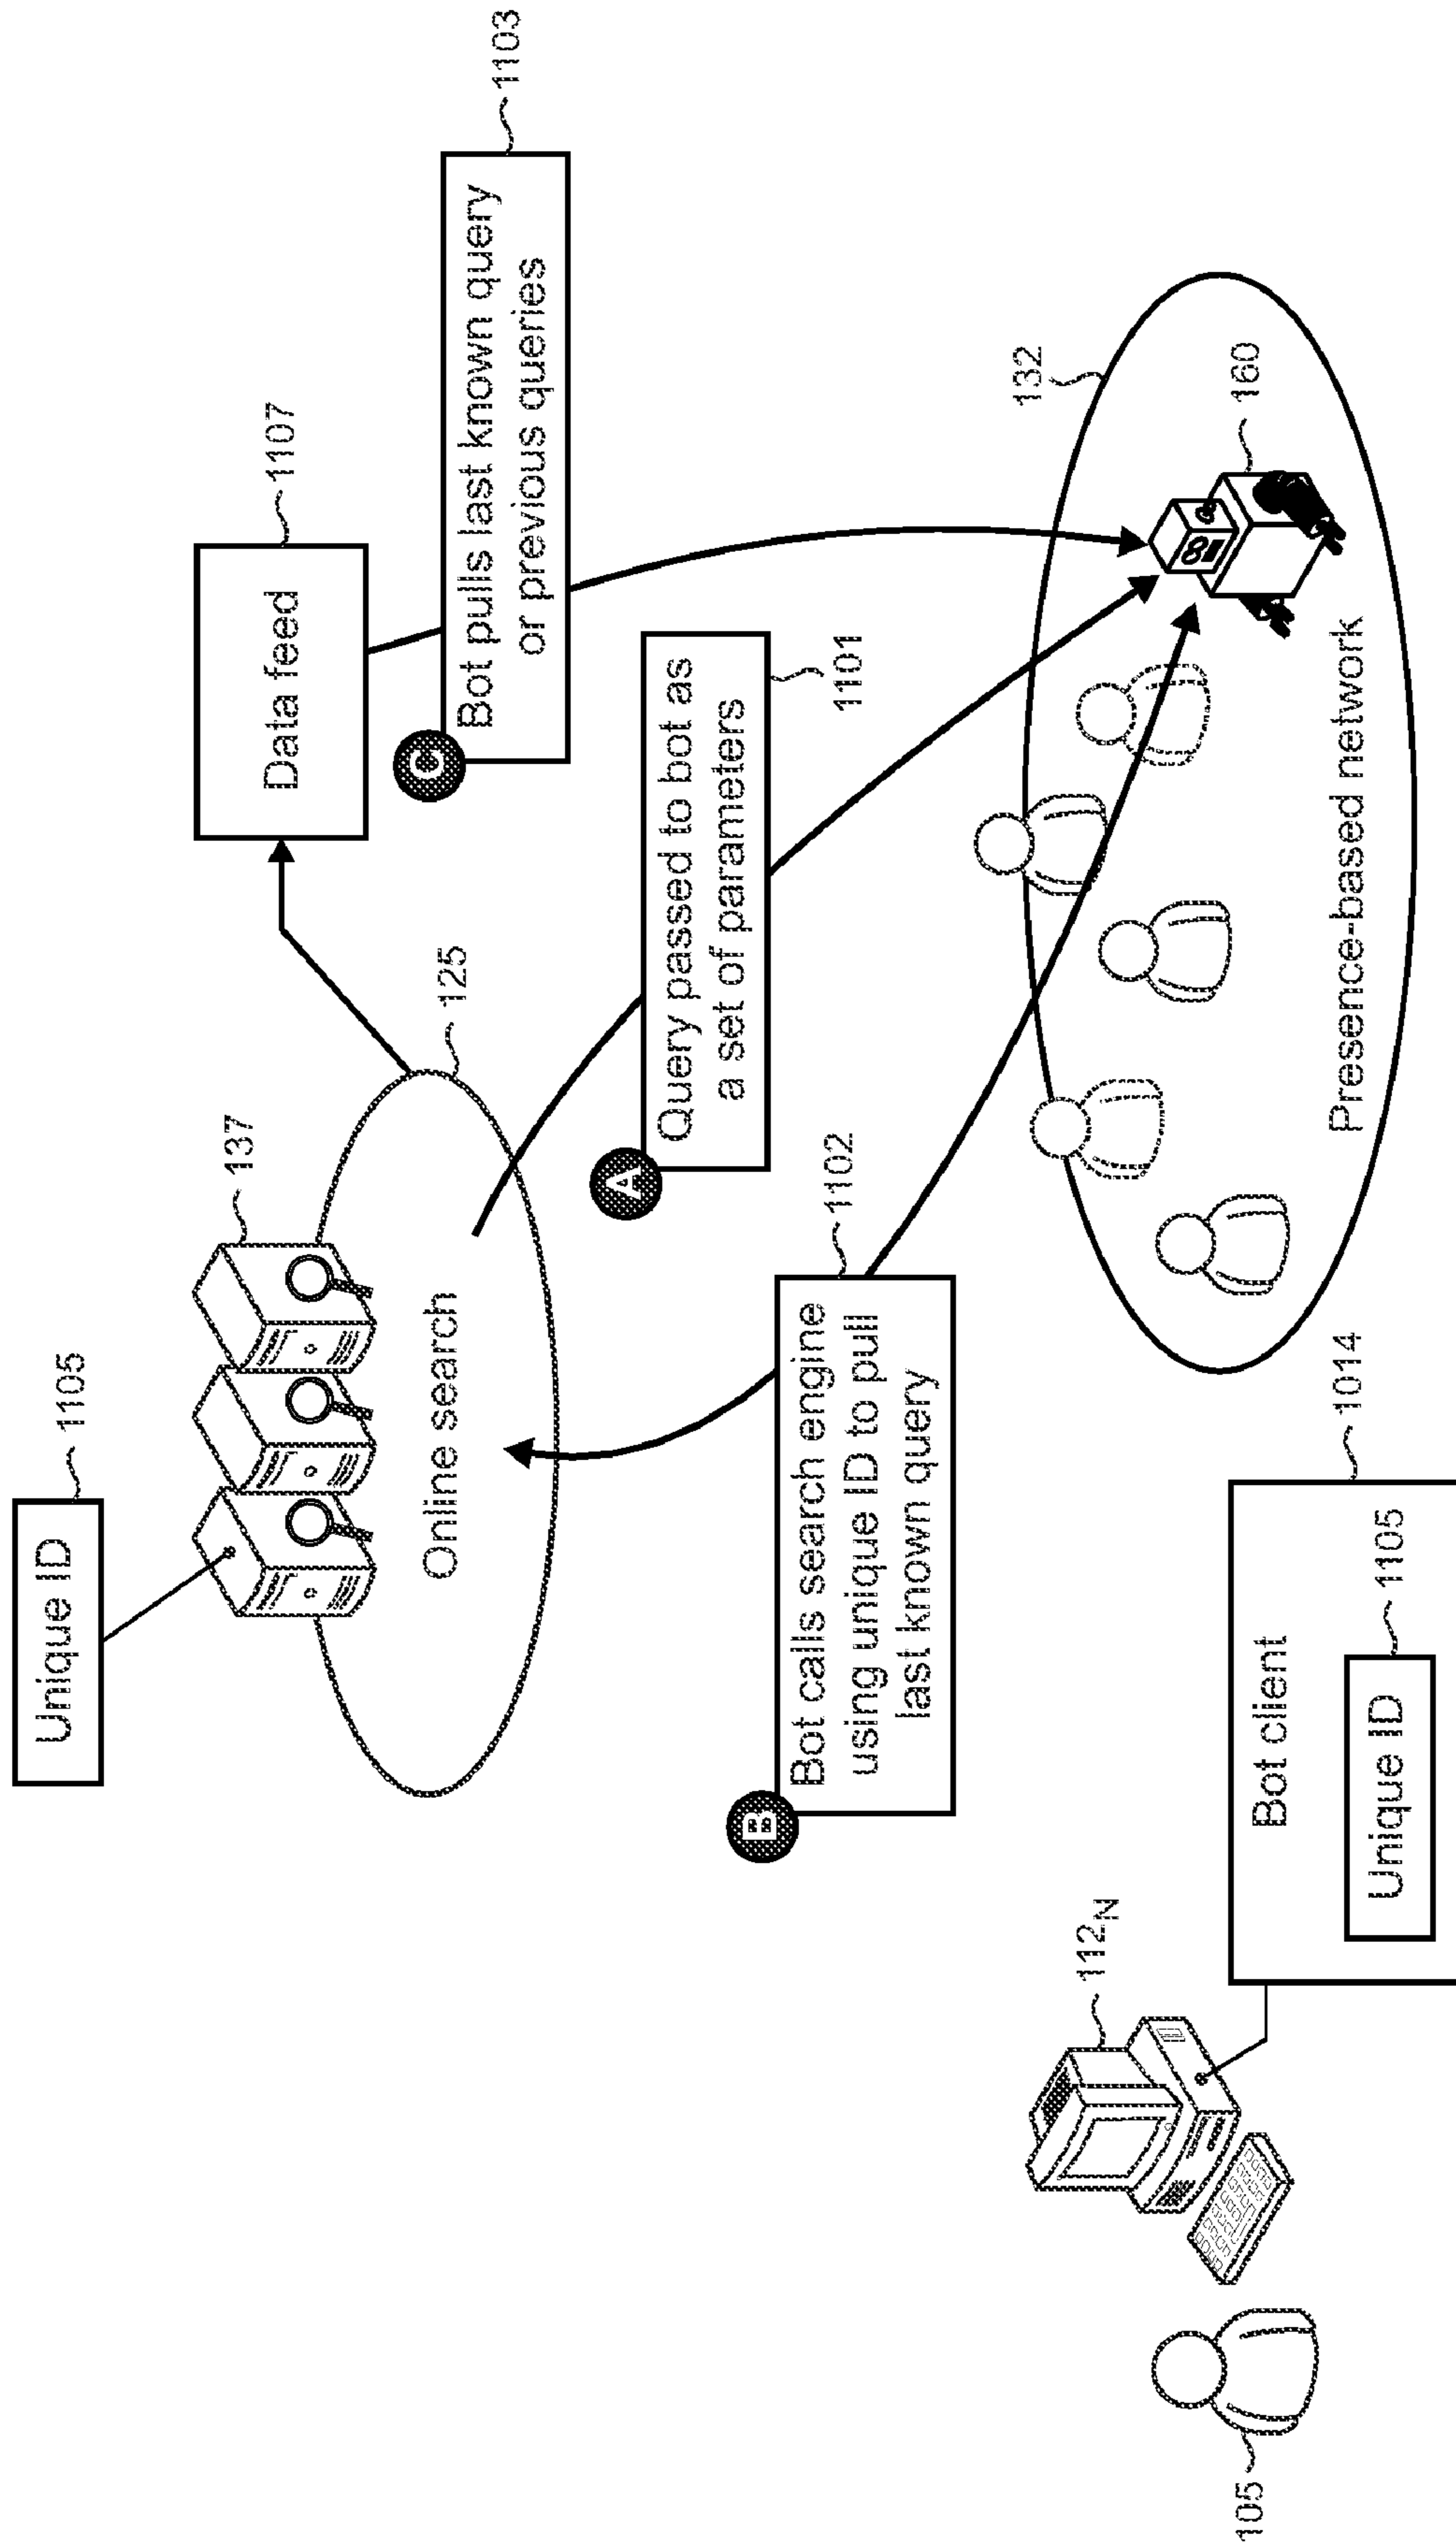 Unique ID
1105
137
Online search
125
Data feed
1107
C
Bot pulls last known query
or previous queries
1103
A
Query passed to bot as
a set of parameters
1101
B
Bot calls search engine
using unique ID to pull
last known query
1102
105
112N
Bot client
Unique ID
1105
1014
132
160
Presence-based network